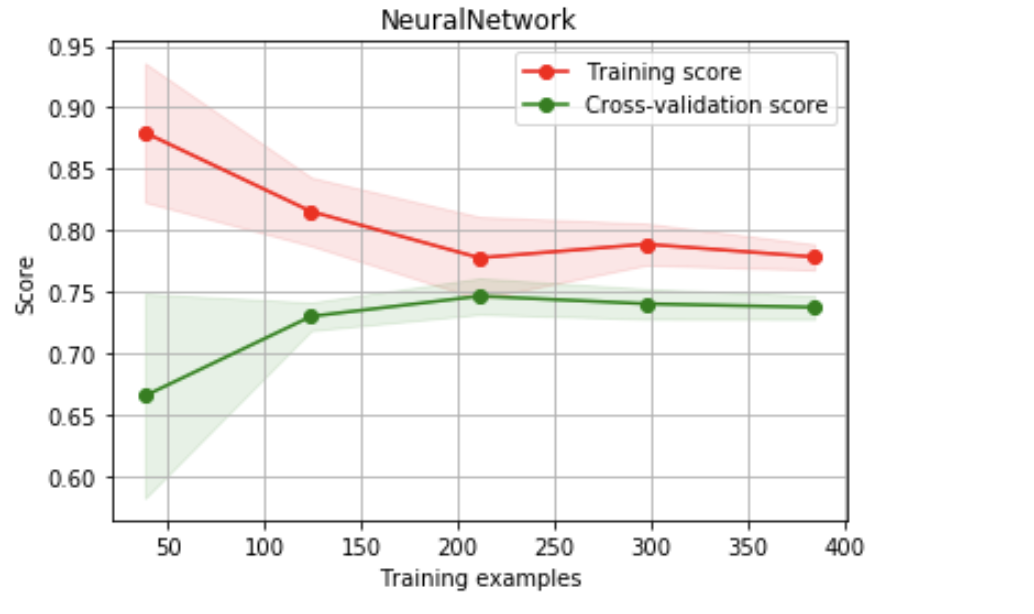 NeuralNetwork
0.95
0.90
0.85
0.80
0.75
0.70
0.65
0.60
Score
Training score
Cross-validation score
50 100 150 200 250 300 350 400
Training examples